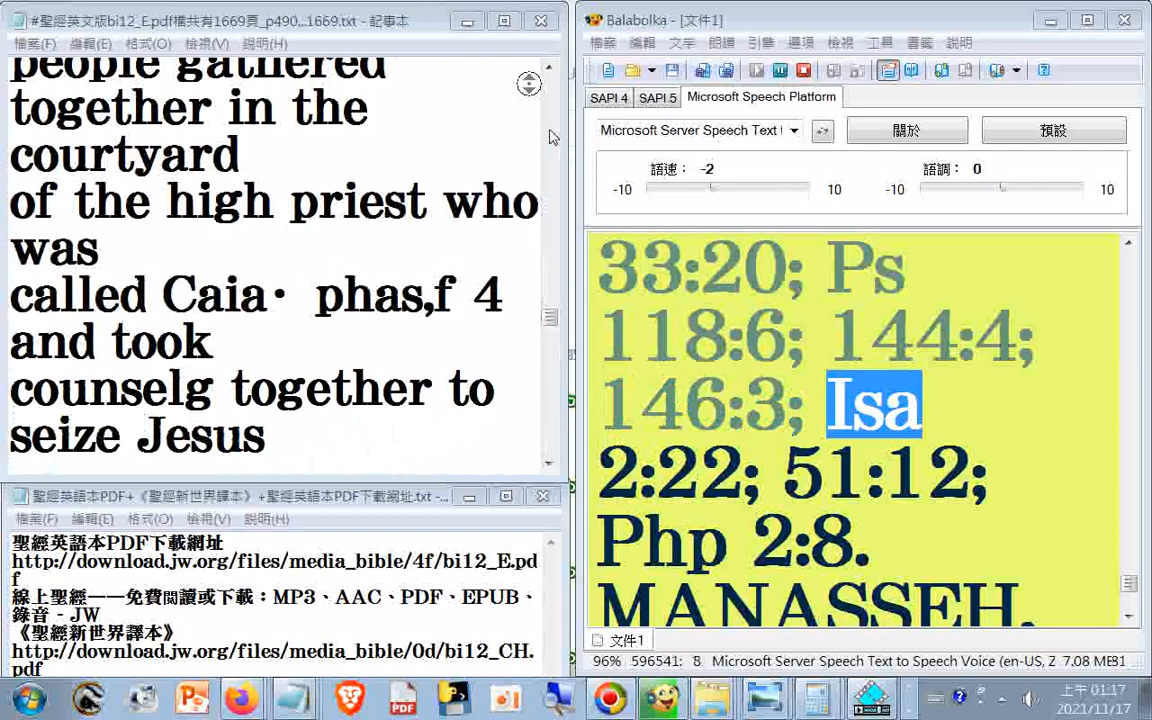 #聖經英文版bi12_E.pdf檔共有1669頁_p490,..1669.txt - 記事本
檔案(F) 編輯(E) 格式(O) 檢視(V) 說明(H)
people gathered
together in the
courtyard
of the high priest who
was
called Caia· phas,f 4
and took
counselg together to
seize Jesus
聖經英語本PDF+《聖經新世界譯本》+聖經英語本PDF下載網址.txt -...
檔案(F) 編輯(E) 格式(O) 檢視(V) 說明(H)
聖經英語本PDF下載網址
http://download.jw.org/files/media_bible/4f/bi12_E.pd
f
線上聖經——免費閱讀或下載：MP3、AAC、PDF、EPUB、
錄音 - JW
《聖經新世界譯本》
http://download.jw.org/files/media_bible/0d/bi12_CH.
pdf
Balabolka - [文件1]
檔案 編輯 文字 朗讀 引擎 選項 檢視 工具 書籤 說明
SAPI 4 SAPI 5 Microsoft Speech Platform
Microsoft Server Speech Text 關於 預設
語速： -2 語調： 0
-10 10 -10 10
33:20; Ps
118:6; 144:4;
146:3; Isa
2:22; 51:12;
Php 2:8.
MANASSEH,
文件1
96% 596541: 8 Microsoft Server Speech Text to Speech Voice (en-US, Z 7.08 MB
上午 01:17
2021/11/17